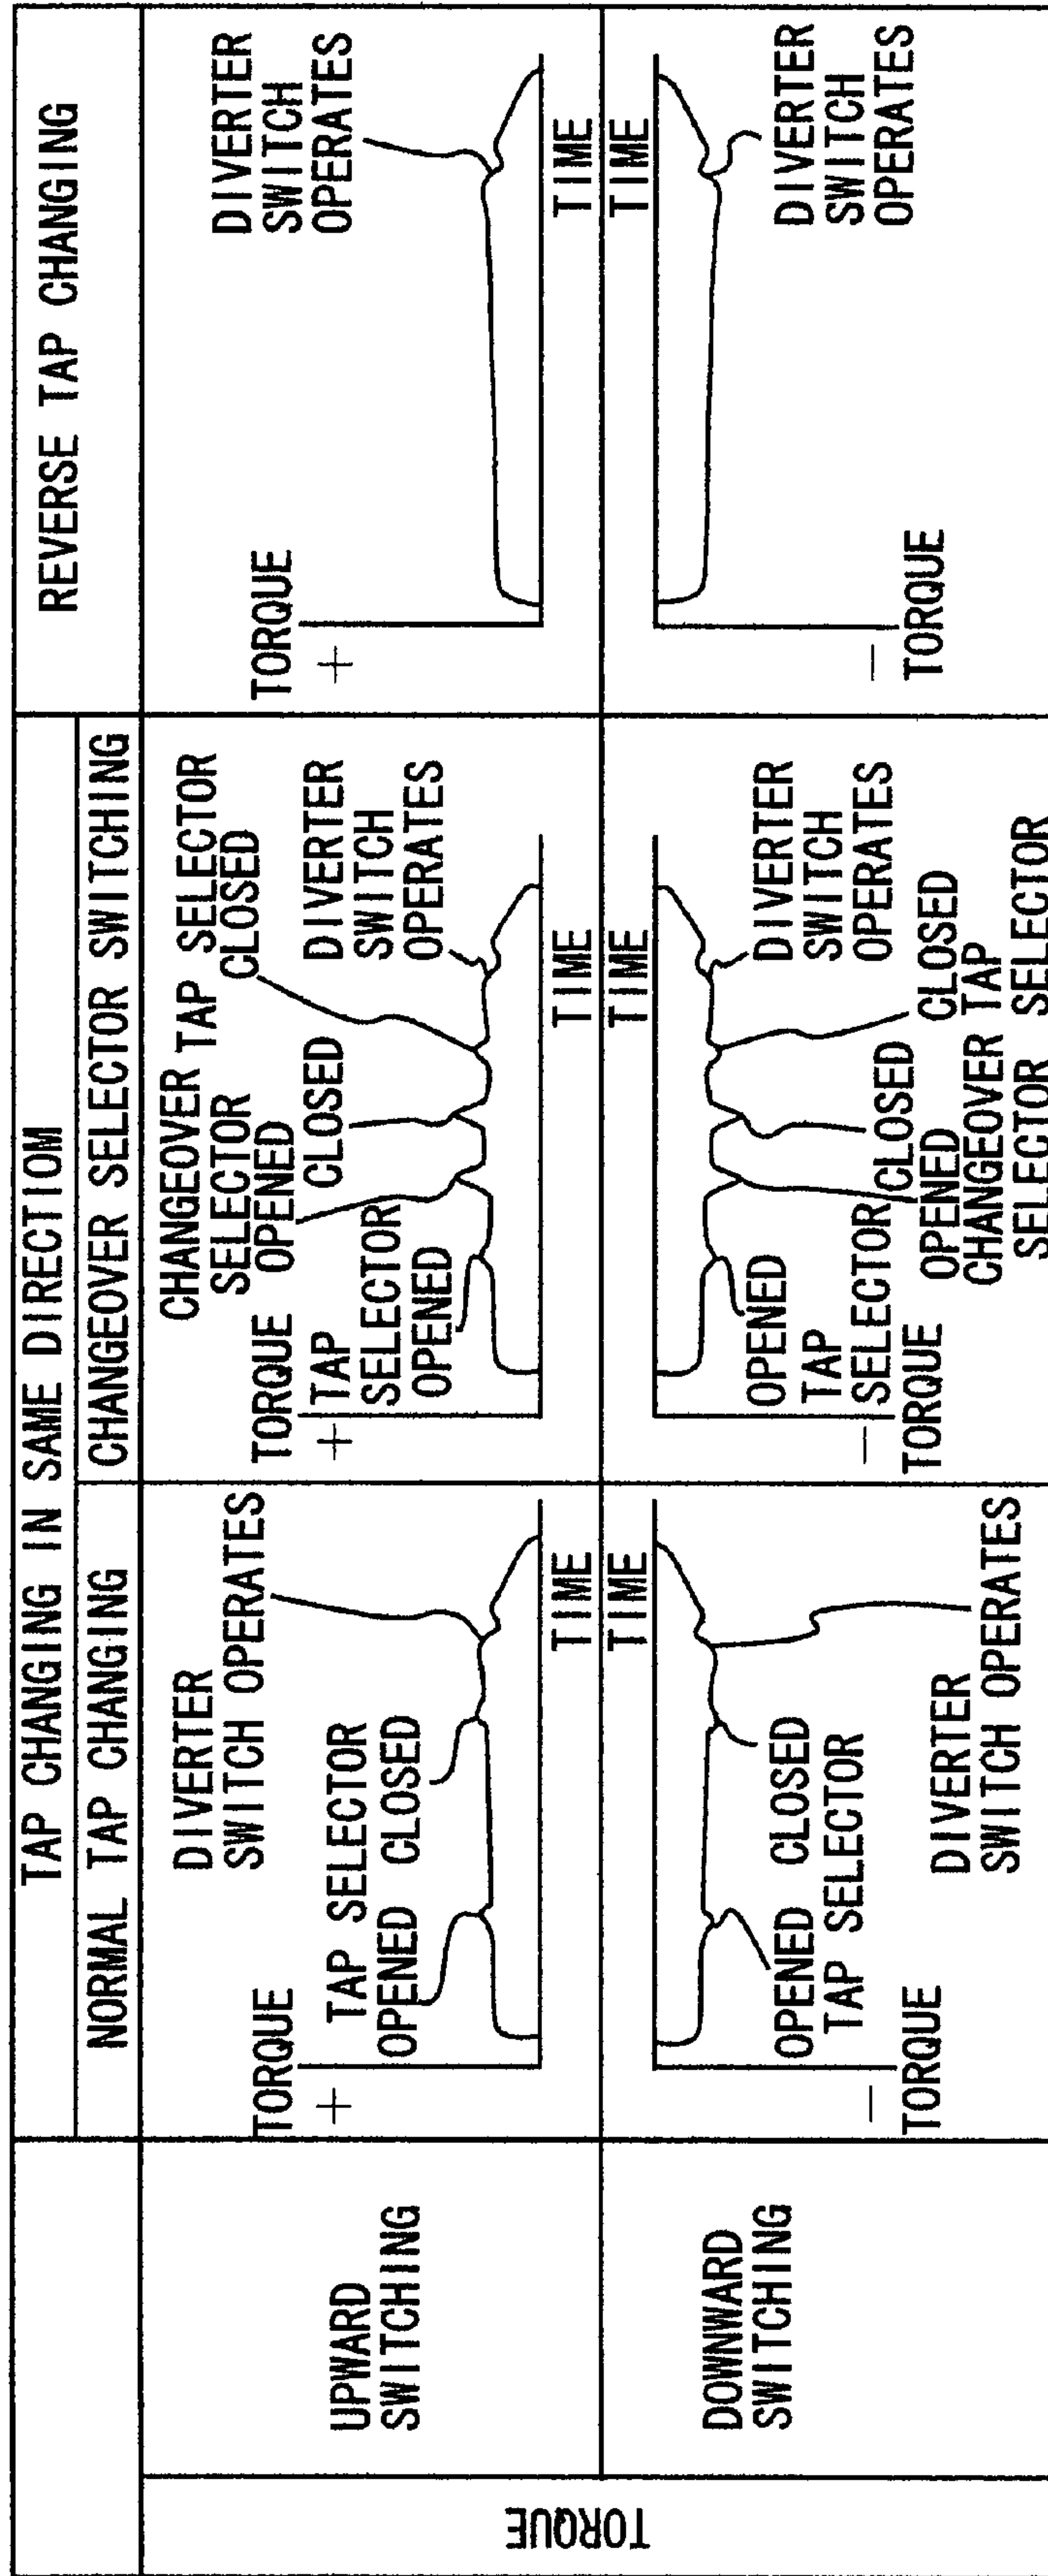 TAP CHANGING IN SAME DIRECTIOM
REVERSE TAP CHANGING
NORMAL TAP CHANGING
CHANGEOVER SELECTOR SWITCHING
TORQUE
UPWARD
SWITCHING
TORQUE
+
DIVERTER
SWITCH OPERATES
TAP SELECTOR
OPENED CLOSED
TIME
TORQUE
+
CHANGEOVER
SELECTOR
OPENED
CLOSED
TAP SELECTOR
CLOSED
TAP
SELECTOR
OPENED
DIVERTER
SWITCH
OPERATES
TIME
TORQUE
+
DIVERTER
SWITCH
OPERATES
TIME
DOWNWARD
SWITCHING
TIME
OPENED CLOSED
TAP SELECTOR
−
TORQUE
DIVERTER
SWITCH OPERATES
TIME
OPENED
TAP
SELECTOR
−
TORQUE
CLOSED
OPENED
CHANGEOVER
SELECTOR
CLOSED
TAP
SELECTOR
DIVERTER
SWITCH
OPERATES
TIME
DIVERTER
SWITCH
OPERATES
−
TORQUE